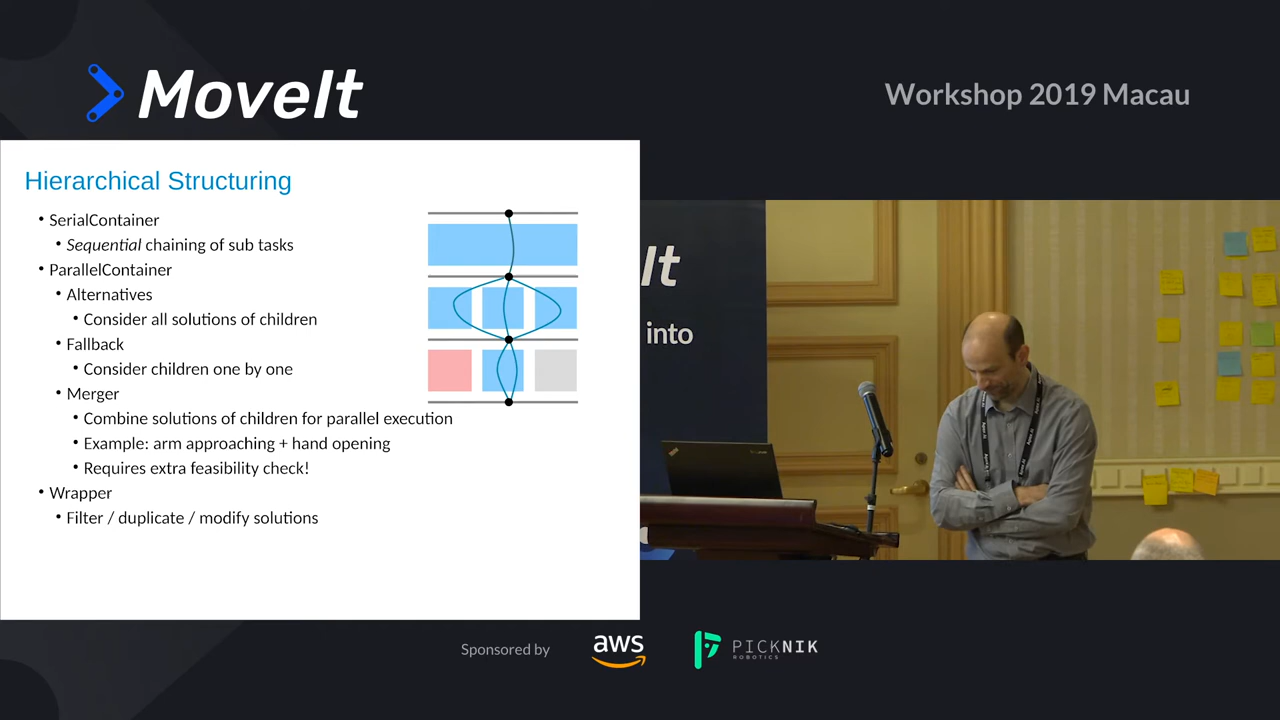 MoveIt
Workshop 2019 Macau
Hierarchical Structuring
• SerialContainer
• Sequential chaining of sub tasks
• ParallelContainer
• Alternatives
• Consider all solutions of children
• Fallback
• Consider children one by one
• Merger
• Combine solutions of children for parallel execution
• Example: arm approaching + hand opening
• Requires extra feasibility check!
• Wrapper
• Filter / duplicate / modify solutions
It
into
Sponsored by
aws
PICKNIK
ROBOTICS